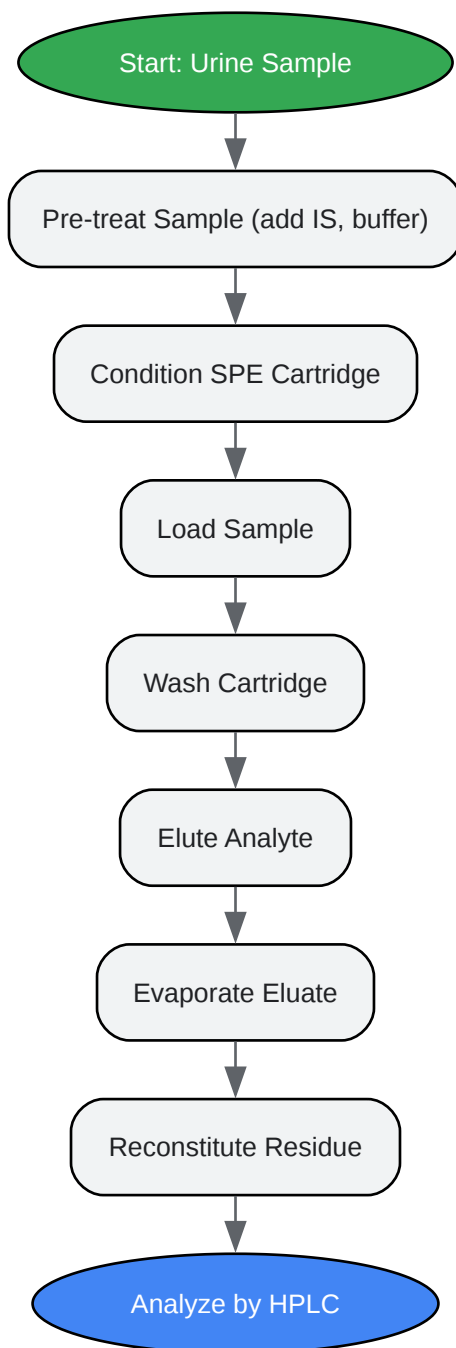 Start: Urine Sample
Pre-treat Sample (add IS, buffer)
Condition SPE Cartridge
Load Sample
Wash Cartridge
Elute Analyte
Evaporate Eluate
Reconstitute Residue
Analyze by HPLC